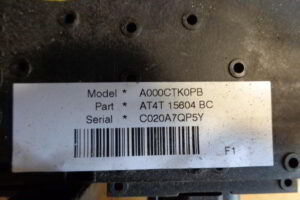 Model * A000CTK0PB
Part * AT4T 15604 BC
Serial * C020A7QP5Y
F1